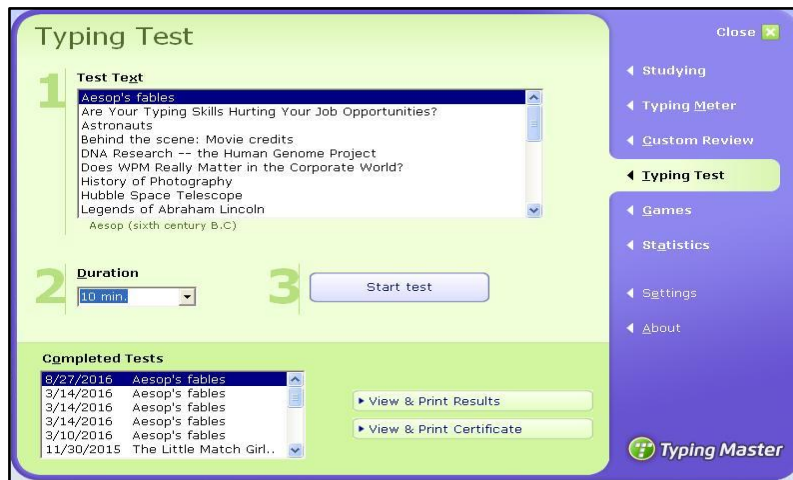 Typing Test
Close
1
Test Text
Aesop's fables
Are Your Typing Skills Hurting Your Job Opportunities?
Astronauts
Behind the scene: Movie credits
DNA Research -- the Human Genome Project
Does WPM Really Matter in the Corporate World?
History of Photography
Hubble Space Telescope
Legends of Abraham Lincoln
Aesop (sixth century B.C)
2
Duration
10 min.
3
Start test
Completed Tests
8/27/2016 Aesop's fables
3/14/2016 Aesop's fables
3/14/2016 Aesop's fables
3/14/2016 Aesop's fables
3/10/2016 Aesop's fables
11/30/2015 The Little Match Girl..
View & Print Results
View & Print Certificate
Studying
Typing Meter
Custom Review
Typing Test
Games
Statistics
Settings
About
Typing Master